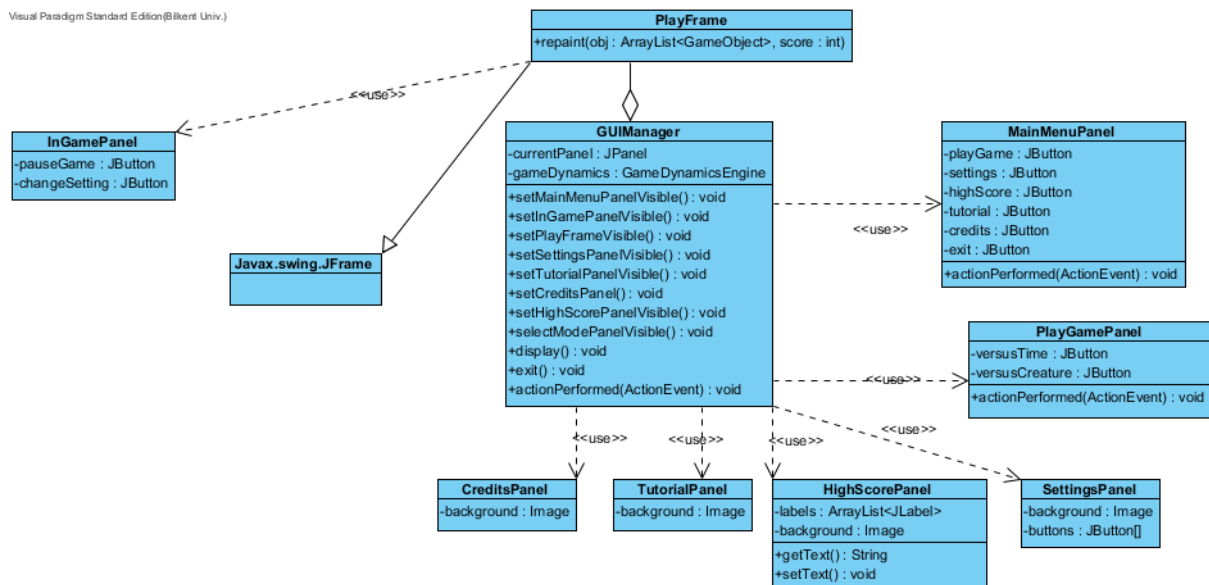 Visual Paradigm Standard Edition(Bilkent Univ.)
PlayFrame
+repaint(obj : ArrayList<GameObject>, score : int)
<<use>>
InGamePanel
-pauseGame : JButton
-changeSetting : JButton
GUIManager
-currentPanel : JPanel
-gameDynamics : GameDynamicsEngine
+setMainMenuPanelVisible() : void
+setInGamePanelVisible() : void
+setPlayFrameVisible() : void
+setSettingsPanelVisible() : void
+setTutorialPanelVisible() : void
+setCreditsPanel() : void
+setHighScorePanelVisible() : void
+selectModePanelVisible() : void
+display() : void
+exit() : void
+actionPerformed(ActionEvent) : void
MainMenuPanel
-playGame : JButton
-settings : JButton
-highScore : JButton
-tutorial : JButton
-credits : JButton
-exit : JButton
+actionPerformed(ActionEvent) : void
<<use>>
Javax.swing.JFrame
PlayGamePanel
-versusTime : JButton
-versusCreature : JButton
+actionPerformed(ActionEvent) : void
<<use>>
<<use>>
<<use>>
<<use>>
<<use>>
CreditsPanel
-background : Image
TutorialPanel
-background : Image
HighScorePanel
-labels : ArrayList<JLabel>
-background : Image
+getText() : String
+setText() : void
SettingsPanel
-background : Image
-buttons : JButton[]